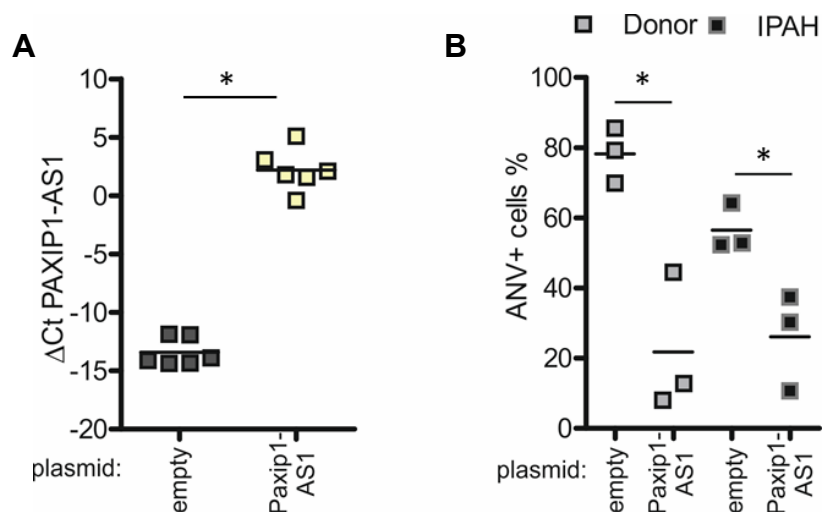 A
ΔCt PAXIP1-AS1
10
5
0
-5
-10
-15
-20
*
plasmid:
empty
Paxip1-
AS1
B
Donor
IPAH
ANV+ cells %
100
80
60
40
20
0
*
*
plasmid:
empty
Paxip1-
AS1
empty
Paxip1-
AS1